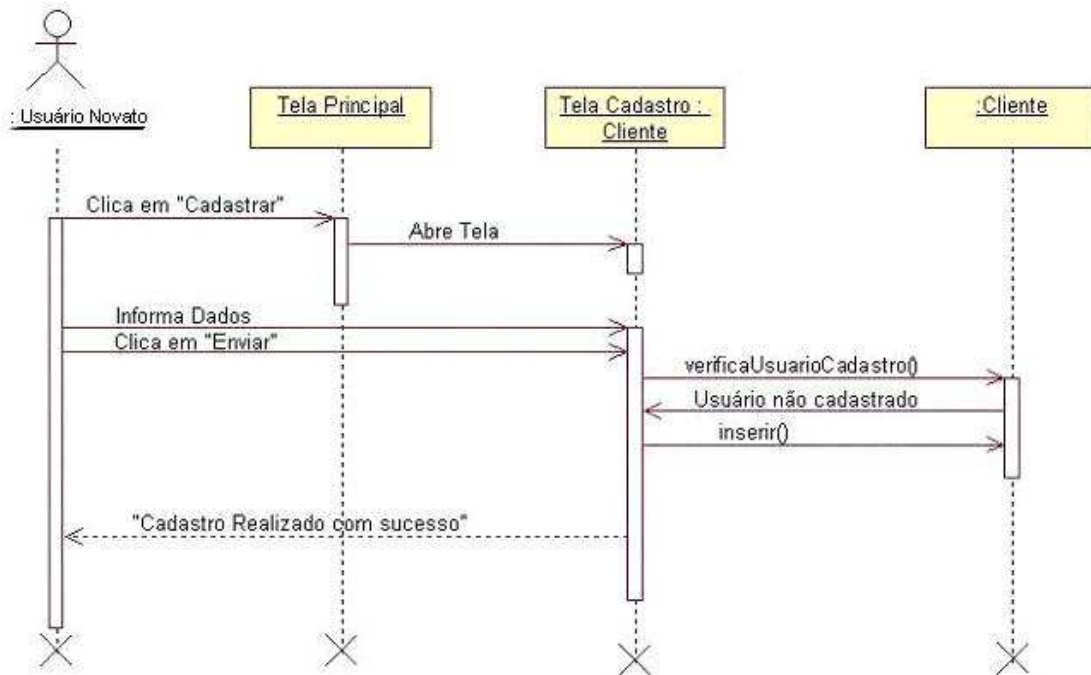 : Usuário Novato
Tela Principal
Tela Cadastro :
Cliente
:Cliente
Clica em "Cadastrar"
Abre Tela
Informa Dados
Clica em "Enviar"
verificaUsuarioCadastro()
Usuário não cadastrado
inserir()
"Cadastro Realizado com sucesso"